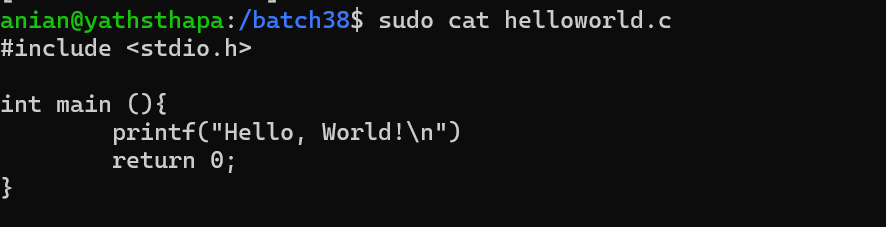 anian@yathsthapa:/batch38$ sudo cat helloworld.c
#include <stdio.h>
int main (){
        printf("Hello, World!\n")
        return 0;
}